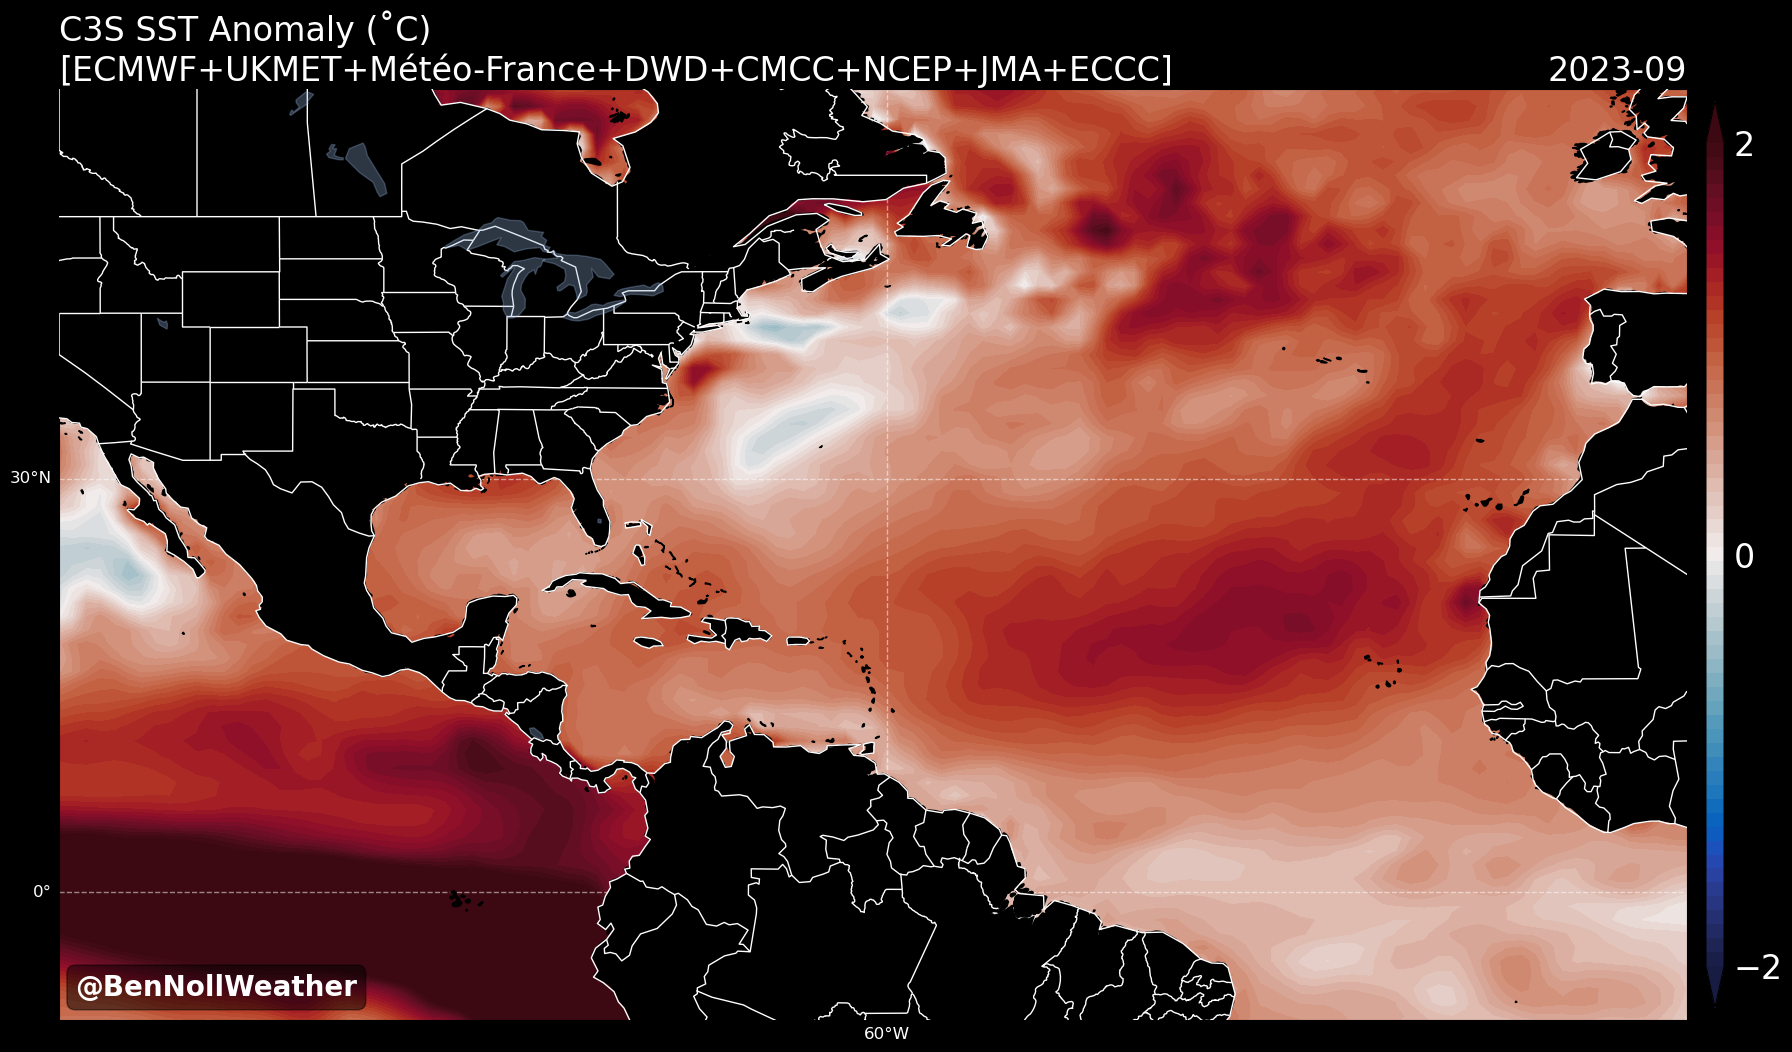 C3S SST Anomaly (˚C)
[ECMWF+UKMET+Météo-France+DWD+CMCC+NCEP+JMA+ECCC]
2023-09
2
30°N
0
0°
−2
@BenNollWeather
60°W